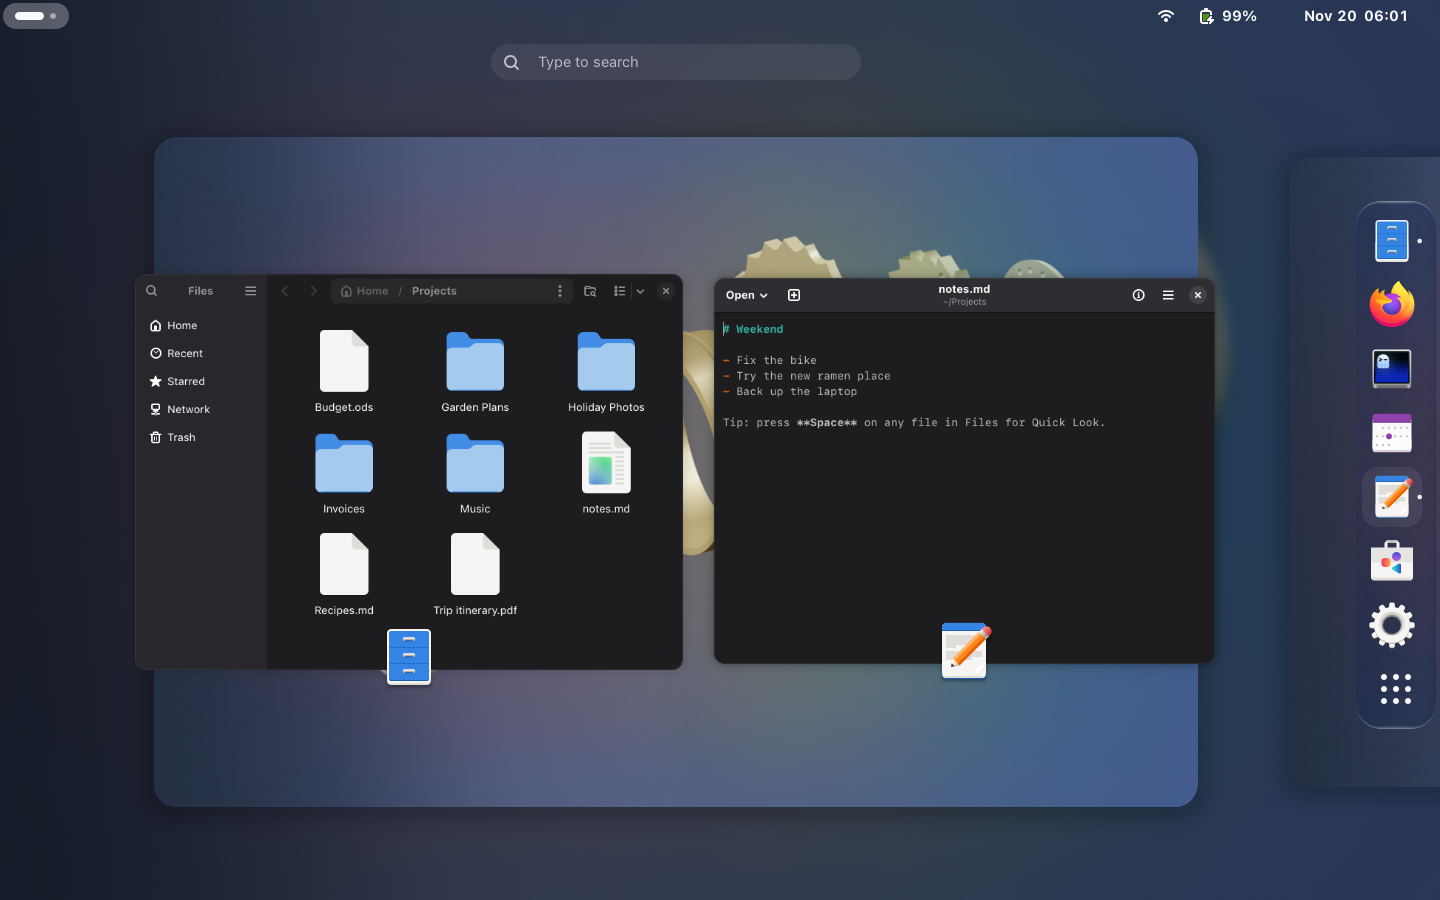 99%
Nov 20 06:01
Type to search
Files
Home / Projects
Home
Recent
Starred
Network
Trash
Budget.ods
Garden Plans
Holiday Photos
Invoices
Music
notes.md
Recipes.md
Trip itinerary.pdf
Open
notes.md
~/Projects
# Weekend
- Fix the bike
- Try the new ramen place
- Back up the laptop
Tip: press **Space** on any file in Files for Quick Look.